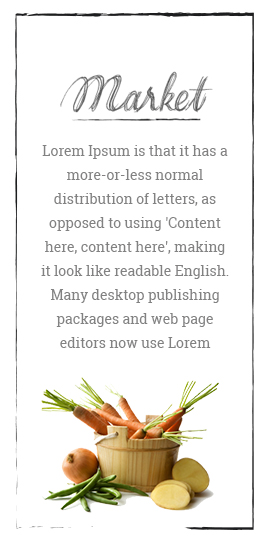 Market
Lorem Ipsum is that it has a
more-or-less normal
distribution of letters, as
opposed to using 'Content
here, content here', making
it look like readable English.
Many desktop publishing
packages and web page
editors now use Lorem